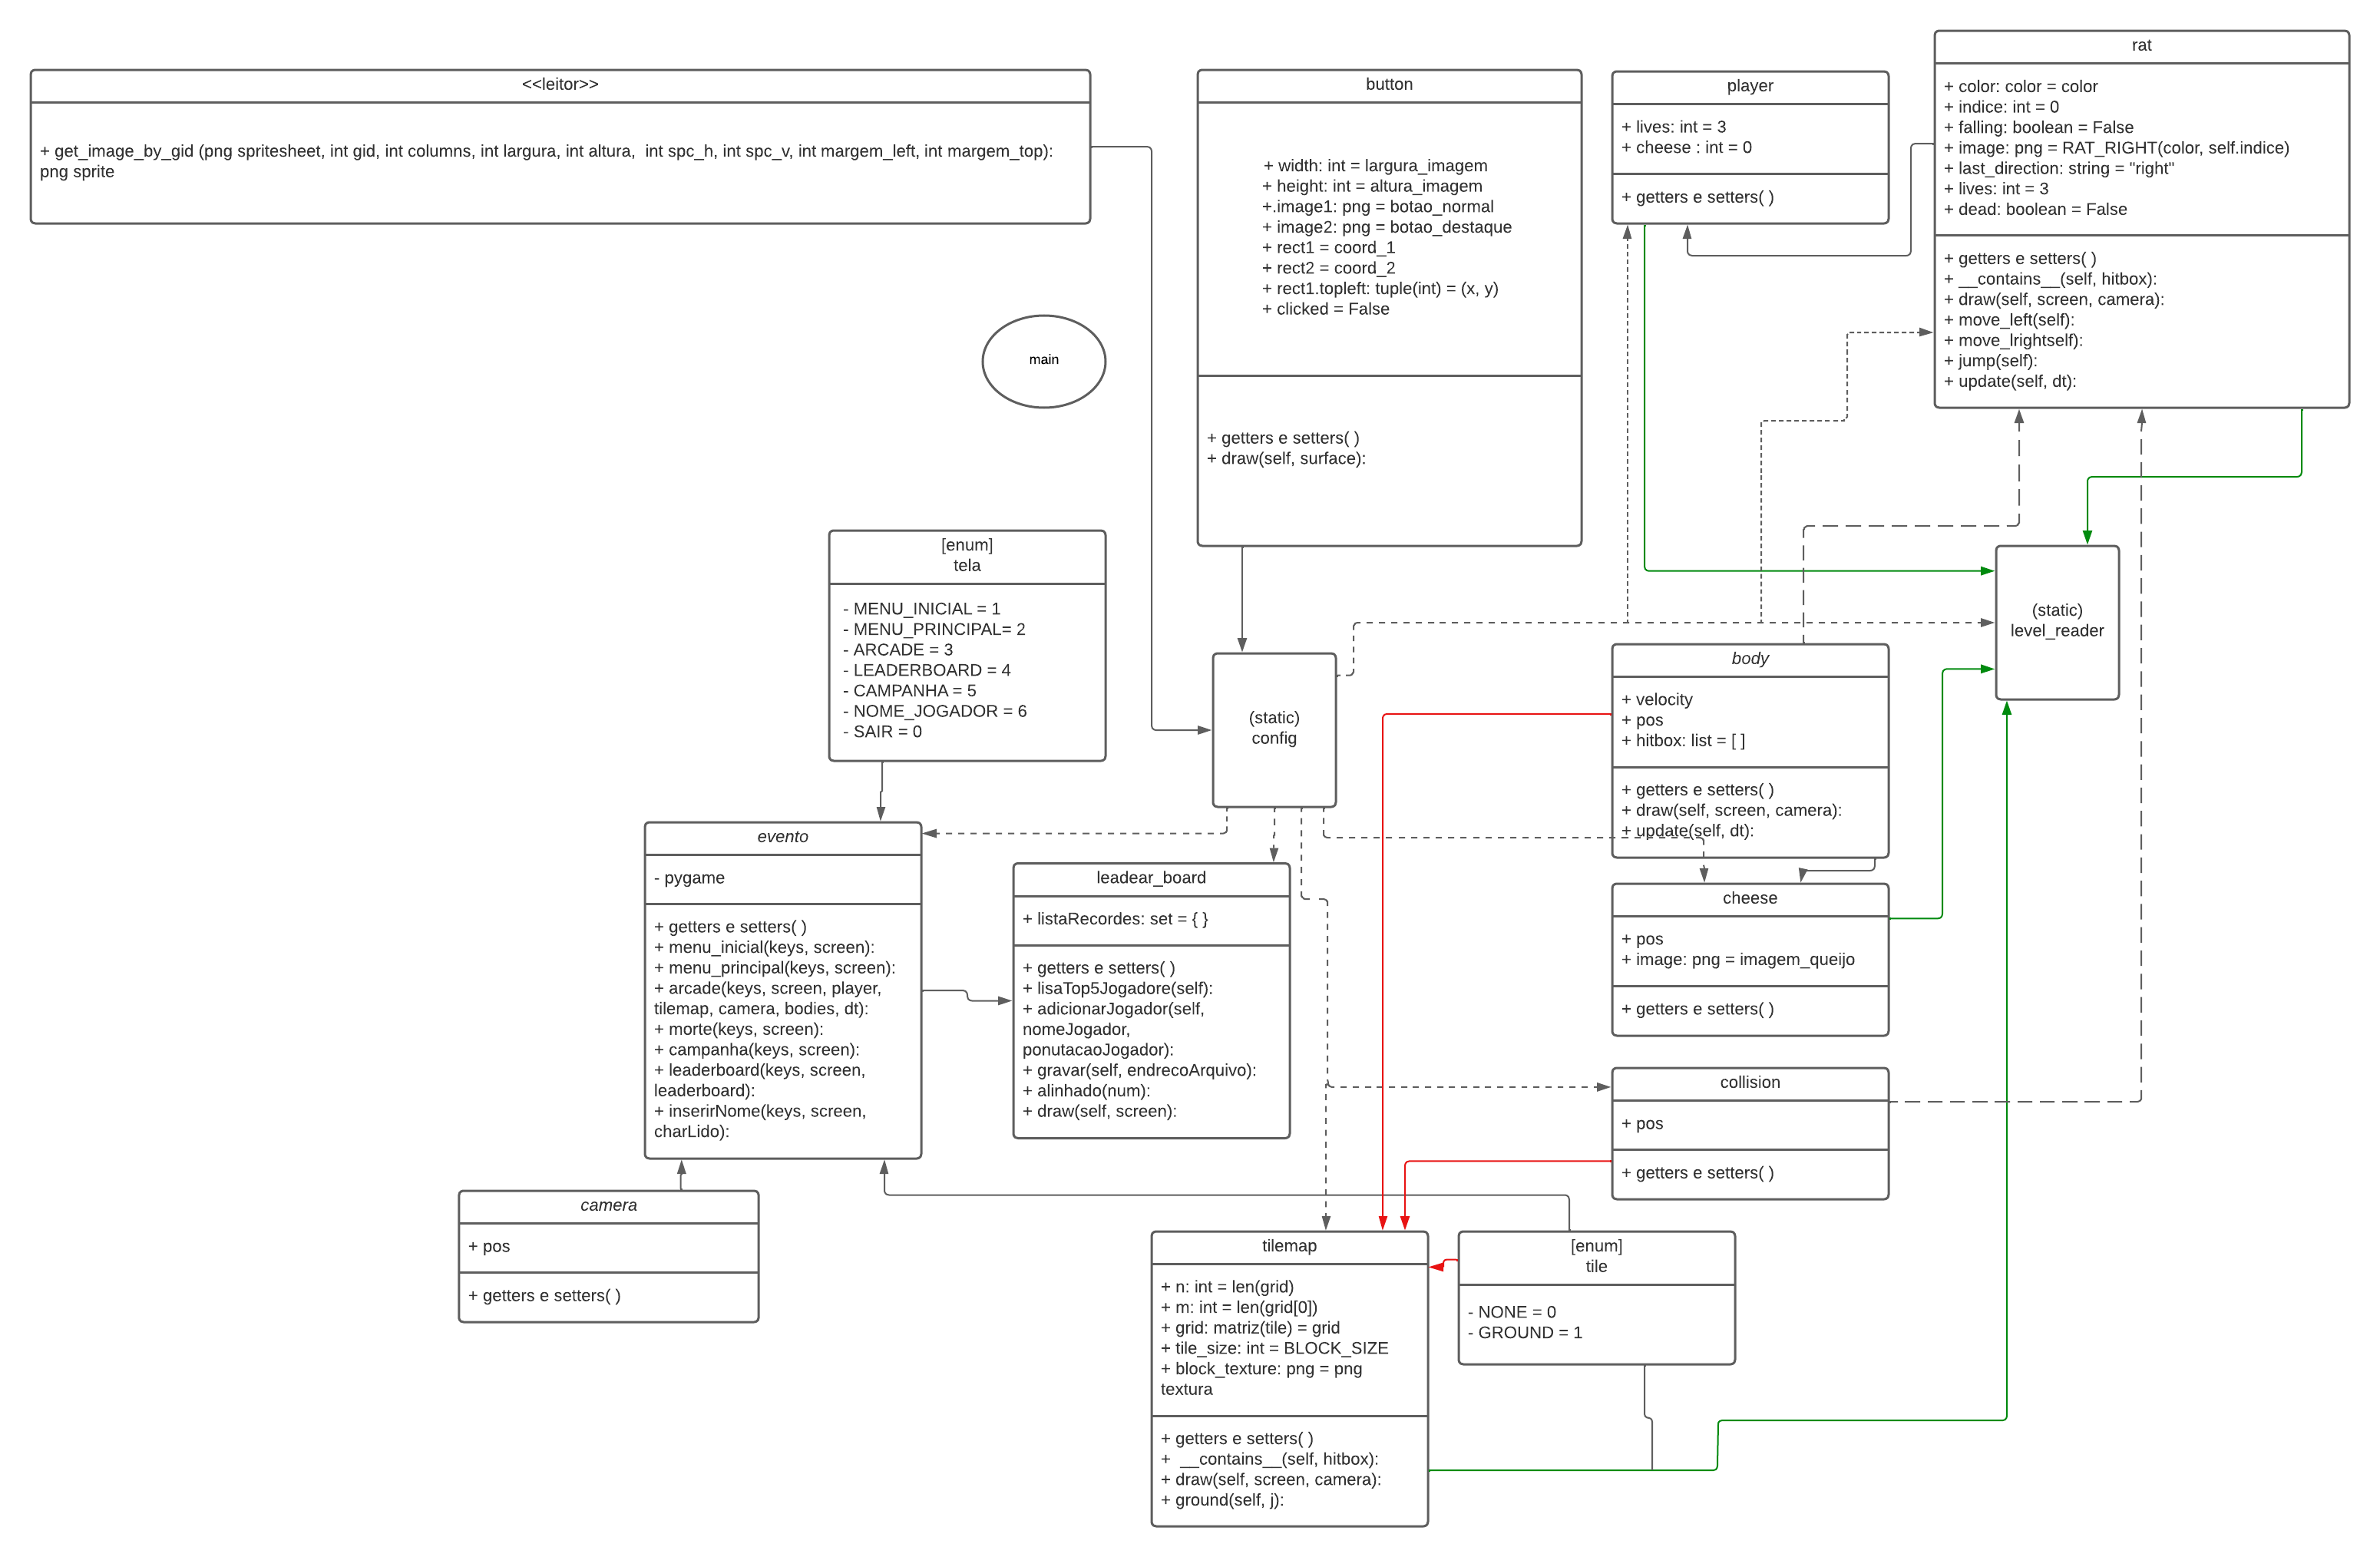 <<leitor>>
+ get_image_by_gid (png spritesheet, int gid, int columns, int largura, int altura,  int spc_h, int spc_v, int margem_left, int margem_top):
png sprite
button
+ width: int = largura_imagem
+ height: int = altura_imagem
+.image1: png = botao_normal
+ image2: png = botao_destaque
+ rect1 = coord_1
+ rect2 = coord_2
+ rect1.topleft: tuple(int) = (x, y)
+ clicked = False
+ getters e setters( )
+ draw(self, surface):
player
+ lives: int = 3
+ cheese : int = 0
+ getters e setters( )
rat
+ color: color = color
+ indice: int = 0
+ falling: boolean = False
+ image: png = RAT_RIGHT(color, self.indice)
+ last_direction: string = "right"
+ lives: int = 3
+ dead: boolean = False
+ getters e setters( )
+ __contains__(self, hitbox):
+ draw(self, screen, camera):
+ move_left(self):
+ move_lrightself):
+ jump(self):
+ update(self, dt):
main
[enum]
tela
- MENU_INICIAL = 1
- MENU_PRINCIPAL= 2
- ARCADE = 3
- LEADERBOARD = 4
- CAMPANHA = 5
- NOME_JOGADOR = 6
- SAIR = 0
(static)
config
(static)
level_reader
body
+ velocity
+ pos
+ hitbox: list = [ ]
+ getters e setters( )
+ draw(self, screen, camera):
+ update(self, dt):
evento
- pygame
+ getters e setters( )
+ menu_inicial(keys, screen):
+ menu_principal(keys, screen):
+ arcade(keys, screen, player,
tilemap, camera, bodies, dt):
+ morte(keys, screen):
+ campanha(keys, screen):
+ leaderboard(keys, screen,
leaderboard):
+ inserirNome(keys, screen,
charLido):
leadear_board
+ listaRecordes: set = { }
+ getters e setters( )
+ lisaTop5Jogadore(self):
+ adicionarJogador(self,
nomeJogador,
ponutacaoJogador):
+ gravar(self, endrecoArquivo):
+ alinhado(num):
+ draw(self, screen):
cheese
+ pos
+ image: png = imagem_queijo
+ getters e setters( )
collision
+ pos
+ getters e setters( )
camera
+ pos
+ getters e setters( )
tilemap
+ n: int = len(grid)
+ m: int = len(grid[0])
+ grid: matriz(tile) = grid
+ tile_size: int = BLOCK_SIZE
+ block_texture: png = png
textura
+ getters e setters( )
+  __contains__(self, hitbox):
+ draw(self, screen, camera):
+ ground(self, j):
[enum]
tile
- NONE = 0
- GROUND = 1